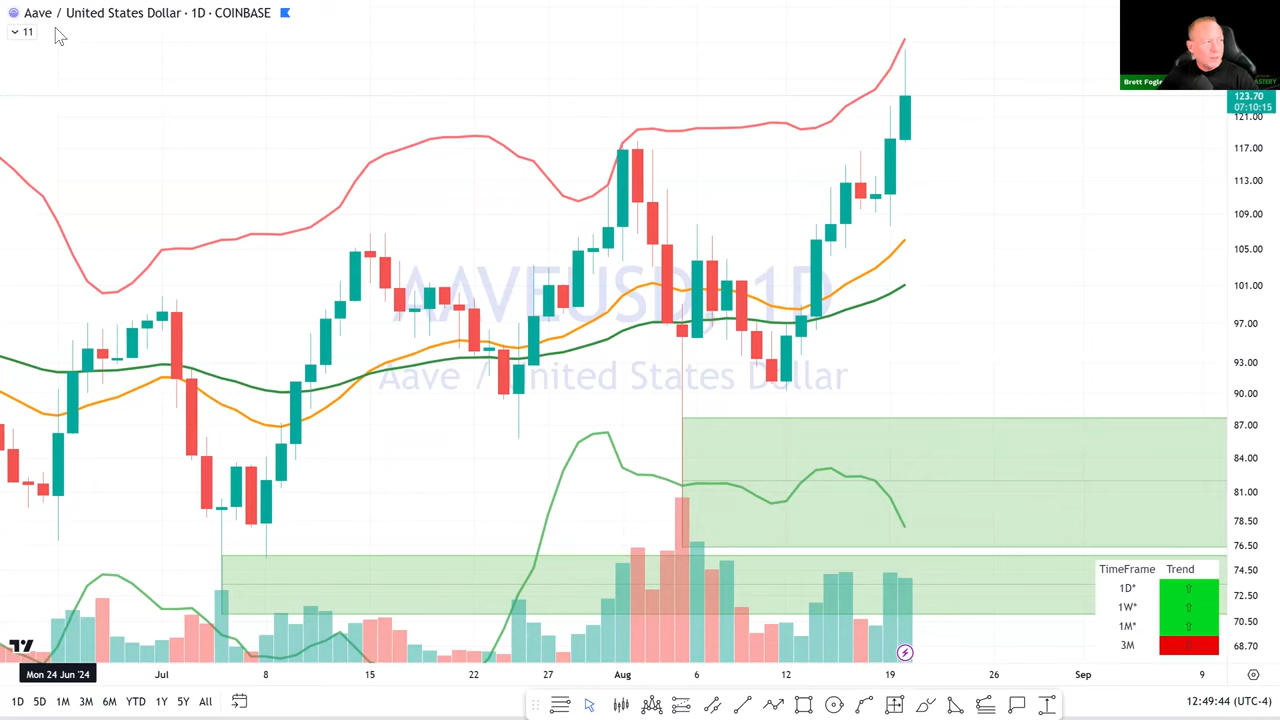 Aave / United States Dollar · 1D · COINBASE
11
Brett Fogle
123.70
07:10:15
121.00
117.00
113.00
109.00
105.00
101.00
97.00
93.00
90.00
87.00
84.00
81.00
78.50
76.50
74.50
72.50
70.50
68.70
AAVEUSD, 1D
Aave / United States Dollar
TimeFrame Trend
1D* ⇧
1W* ⇧
1M* ⇧
3M
Mon 24 Jun '24 Jul 8 15 22 27 Aug 6 12 19 26 Sep 9
1D 5D 1M 3M 6M YTD 1Y 5Y All
12:49:44 (UTC-4)